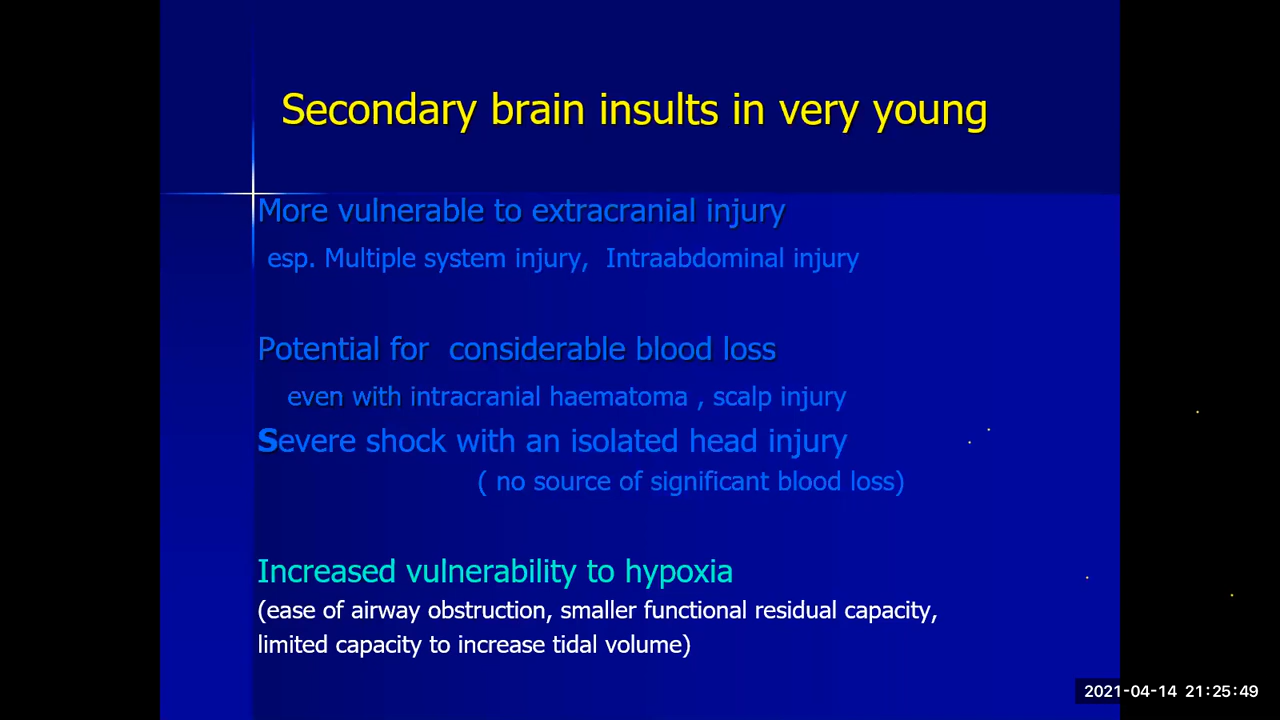 Secondary brain insults in very young
More vulnerable to extracranial injury
esp. Multiple system injury, Intraabdominal injury
Potential for considerable blood loss
even with intracranial haematoma , scalp injury
Severe shock with an isolated head injury
( no source of significant blood loss)
Increased vulnerability to hypoxia
(ease of airway obstruction, smaller functional residual capacity,
limited capacity to increase tidal volume)
2021-04-14 21:25:49